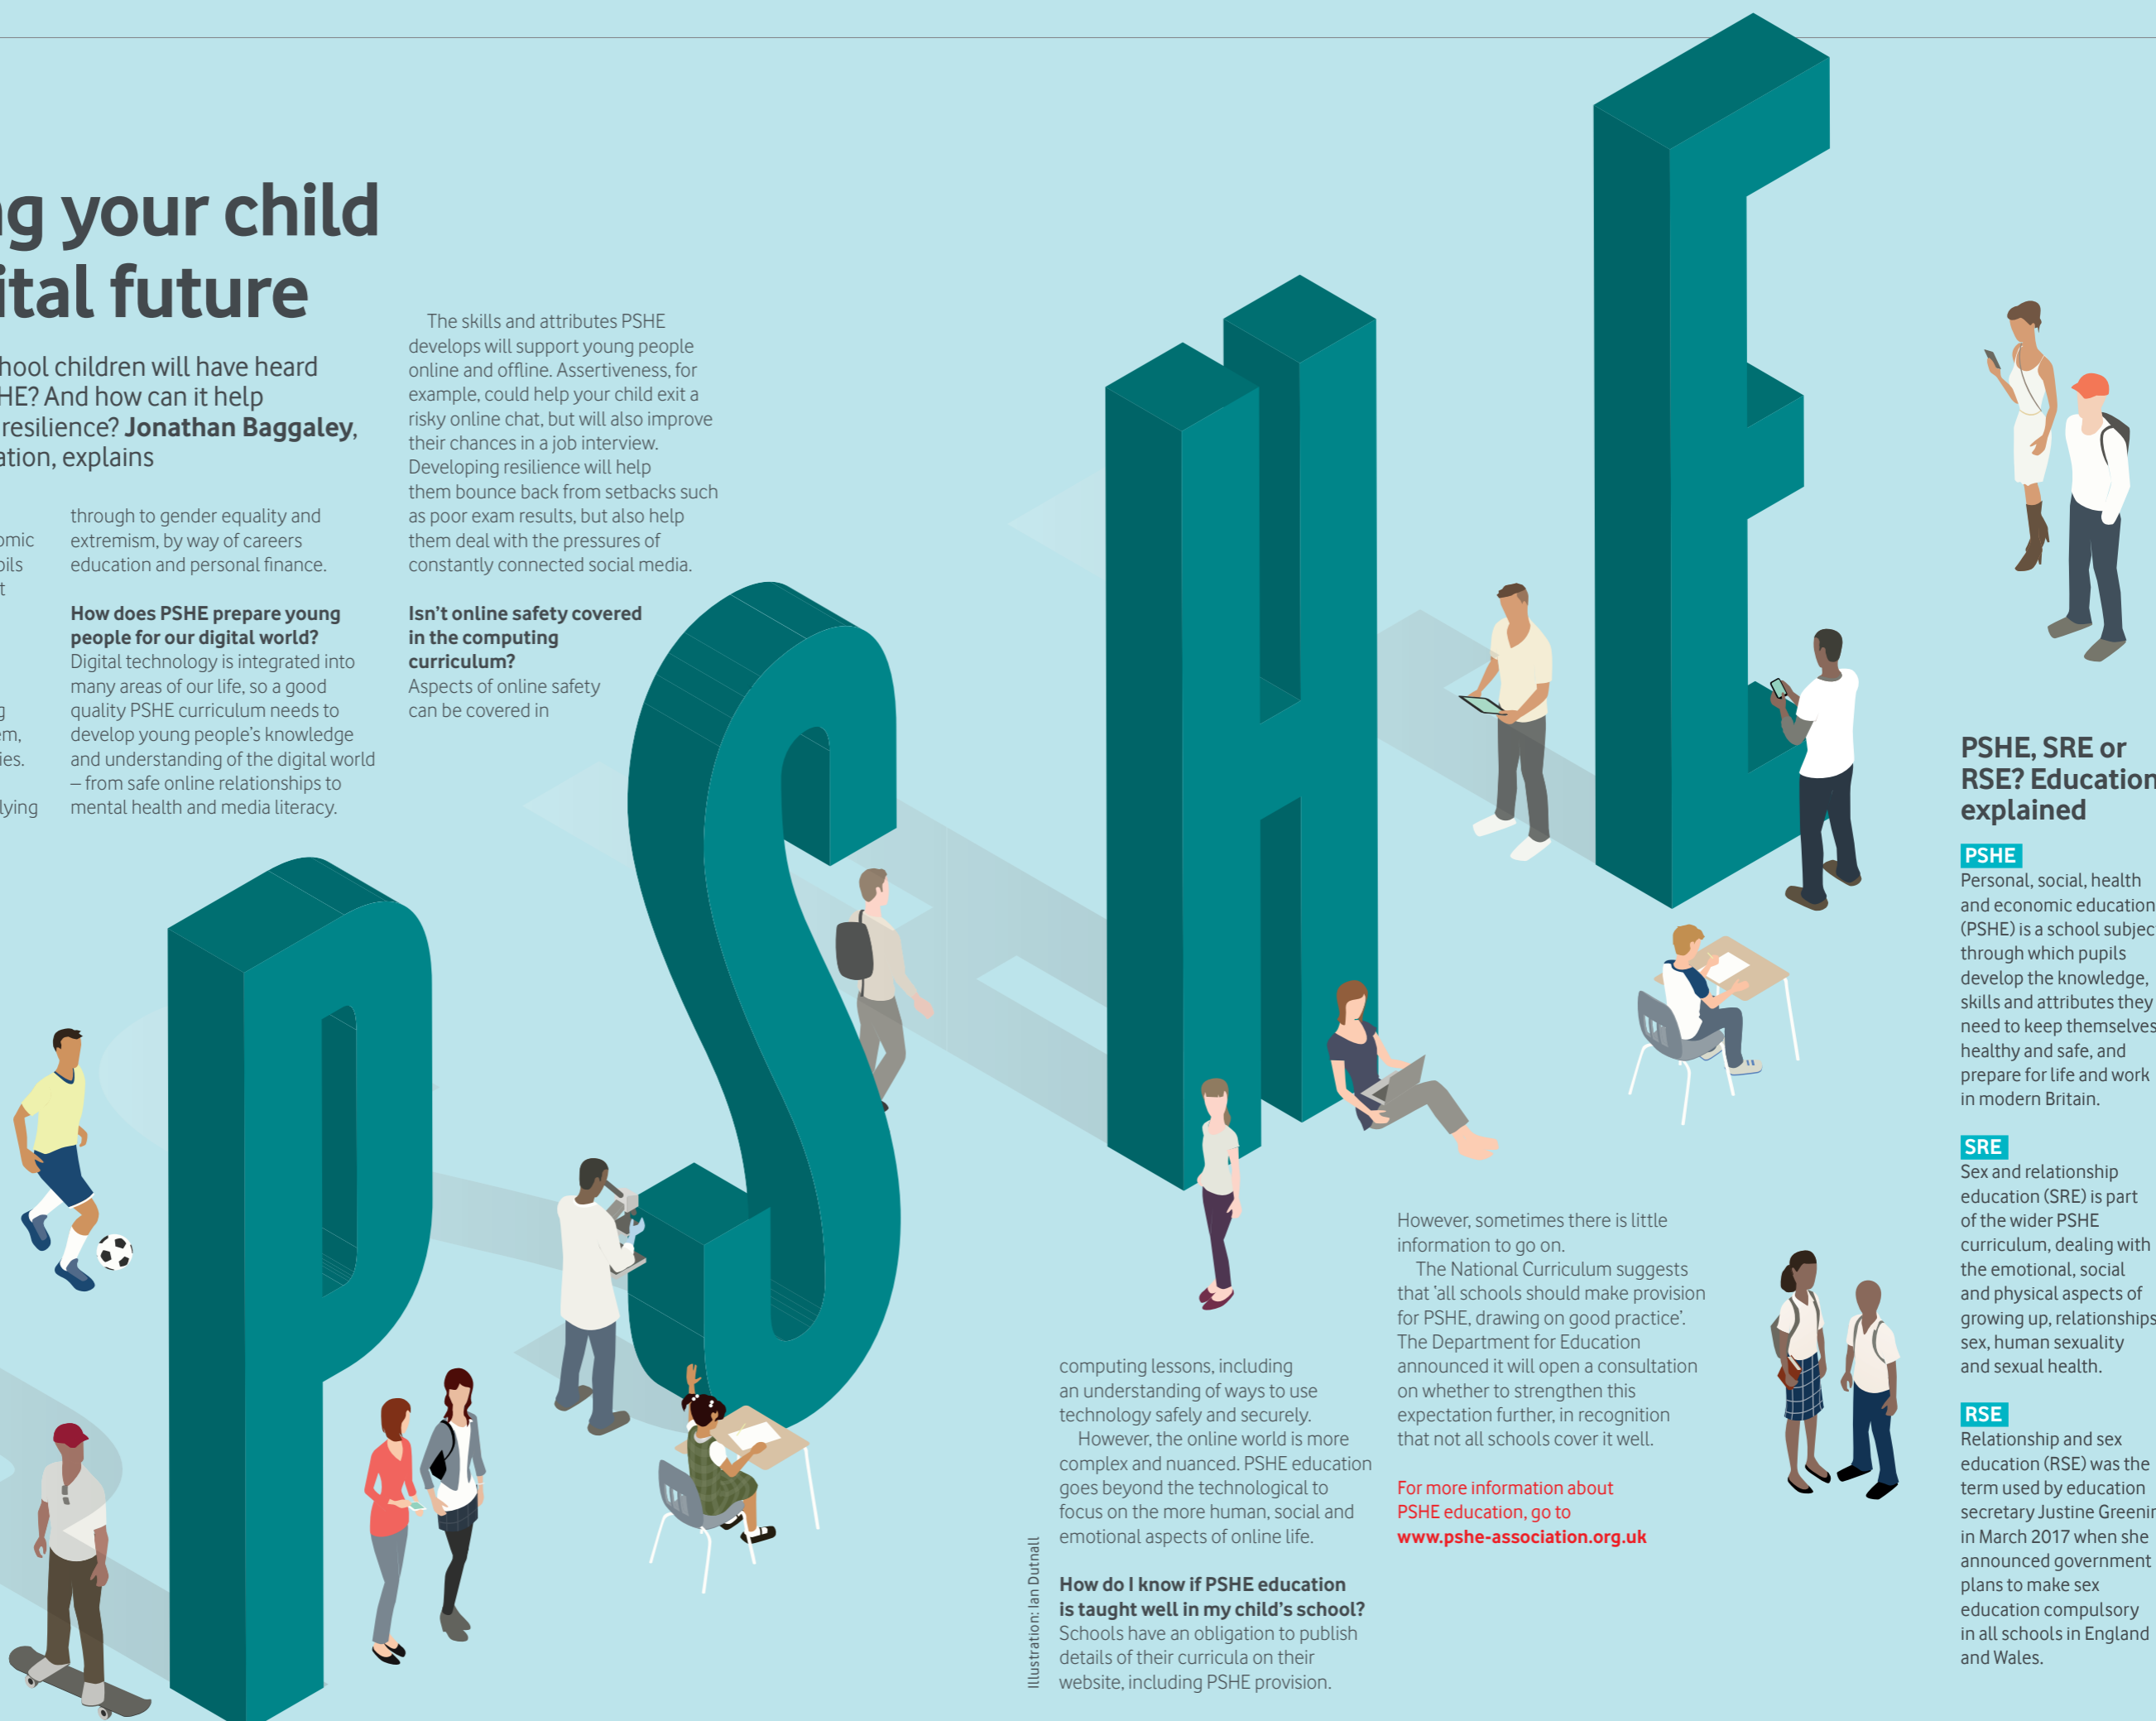 ng your child
ital future
hool children will have heard
HE? And how can it help
resilience? Jonathan Baggaley,
ation, explains
omic
pils
t
g
em,
ies.
lying
through to gender equality and
extremism, by way of careers
education and personal finance.
How does PSHE prepare young
people for our digital world?
Digital technology is integrated into
many areas of our life, so a good
quality PSHE curriculum needs to
develop young people's knowledge
and understanding of the digital world
– from safe online relationships to
mental health and media literacy.
The skills and attributes PSHE
develops will support young people
online and offline. Assertiveness, for
example, could help your child exit a
risky online chat, but will also improve
their chances in a job interview.
Developing resilience will help
them bounce back from setbacks such
as poor exam results, but also help
them deal with the pressures of
constantly connected social media.
Isn't online safety covered
in the computing
curriculum?
Aspects of online safety
can be covered in
PSHE
computing lessons, including
an understanding of ways to use
technology safely and securely.
However, the online world is more
complex and nuanced. PSHE education
goes beyond the technological to
focus on the more human, social and
emotional aspects of online life.
How do I know if PSHE education
is taught well in my child's school?
Schools have an obligation to publish
details of their curricula on their
website, including PSHE provision.
However, sometimes there is little
information to go on.
The National Curriculum suggests
that 'all schools should make provision
for PSHE, drawing on good practice'.
The Department for Education
announced it will open a consultation
on whether to strengthen this
expectation further, in recognition
that not all schools cover it well.
For more information about
PSHE education, go to
www.pshe-association.org.uk
Illustration: Ian Dutnall
PSHE, SRE or
RSE? Education
explained
PSHE
Personal, social, health
and economic education
(PSHE) is a school subjec
through which pupils
develop the knowledge,
skills and attributes they
need to keep themselves
healthy and safe, and
prepare for life and work
in modern Britain.
SRE
Sex and relationship
education (SRE) is part
of the wider PSHE
curriculum, dealing with
the emotional, social
and physical aspects of
growing up, relationships
sex, human sexuality
and sexual health.
RSE
Relationship and sex
education (RSE) was the
term used by education
secretary Justine Greenin
in March 2017 when she
announced government
plans to make sex
education compulsory
in all schools in England
and Wales.